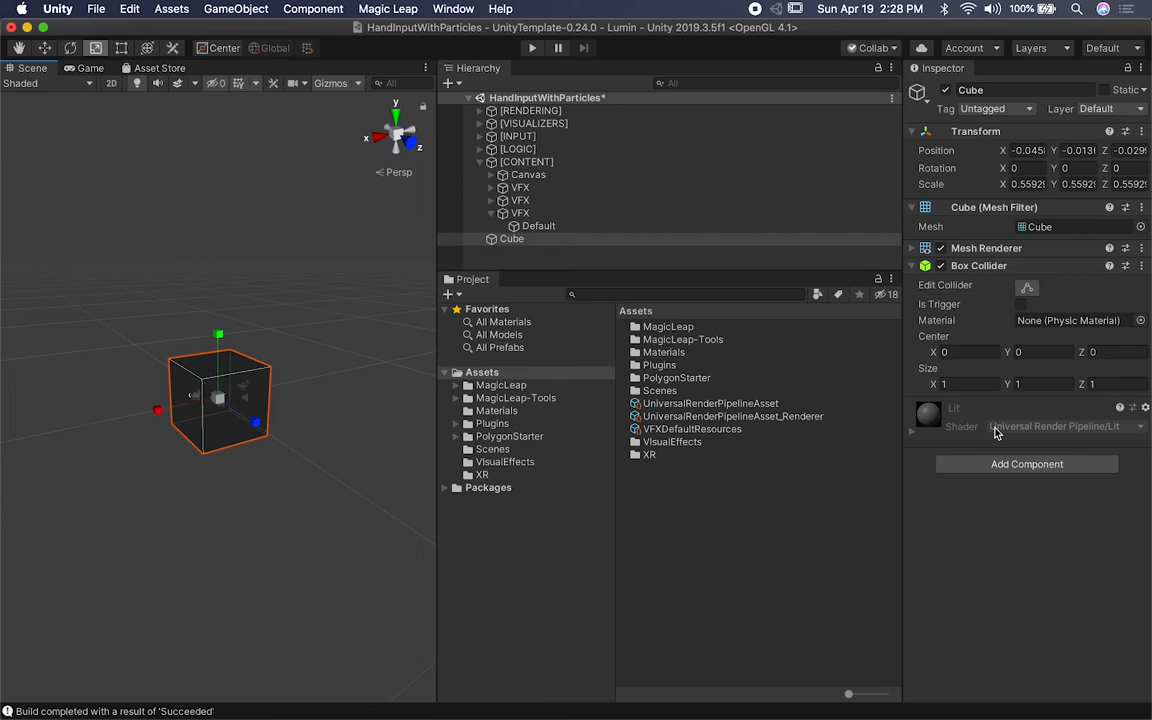 Unity File Edit Assets GameObject Component Magic Leap Window Help 100% Sun Apr 19 2:28 PM
HandInputWithParticles - UnityTemplate-0.24.0 - Lumin - Unity 2019.3.5f1 <OpenGL 4.1>
Center Global Collab Account Layers Default
Scene Game Asset Store
Shaded 2D 0 Gizmos All
y
x
z
Persp
Hierarchy
All
HandInputWithParticles*
[RENDERING]
[VISUALIZERS]
[INPUT]
[LOGIC]
[CONTENT]
Canvas
VFX
VFX
VFX
Default
Cube
Project
18
Favorites
All Materials
All Models
All Prefabs
Assets
MagicLeap
MagicLeap-Tools
Materials
Plugins
PolygonStarter
Scenes
VIsualEffects
XR
Packages
Assets
MagicLeap
MagicLeap-Tools
Materials
Plugins
PolygonStarter
Scenes
UniversalRenderPipelineAsset
UniversalRenderPipelineAsset_Renderer
VFXDefaultResources
VIsualEffects
XR
Inspector
Cube Static
Tag Untagged Layer Default
Transform
Position X -0.045 Y -0.013 Z -0.029
Rotation X 0 Y 0 Z 0
Scale X 0.5592 Y 0.5592 Z 0.5592
Cube (Mesh Filter)
Mesh Cube
Mesh Renderer
Box Collider
Edit Collider
Is Trigger
Material None (Physic Material)
Center
X 0 Y 0 Z 0
Size
X 1 Y 1 Z 1
Lit
Shader Universal Render Pipeline/Lit
Add Component
Build completed with a result of 'Succeeded'